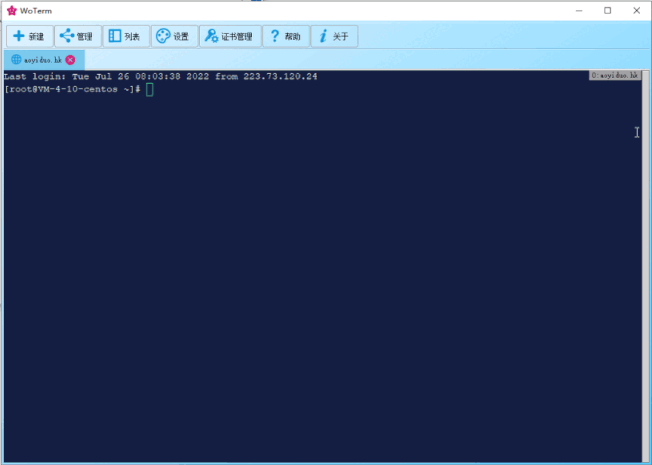 WoTerm
新建 管理 列表 设置 证书管理 帮助 关于
aoyiduo.hk
Last login: Tue Jul 26 08:03:38 2022 from 223.73.120.24
0:aoyiduo.hk
[root@VM-4-10-centos ~]#